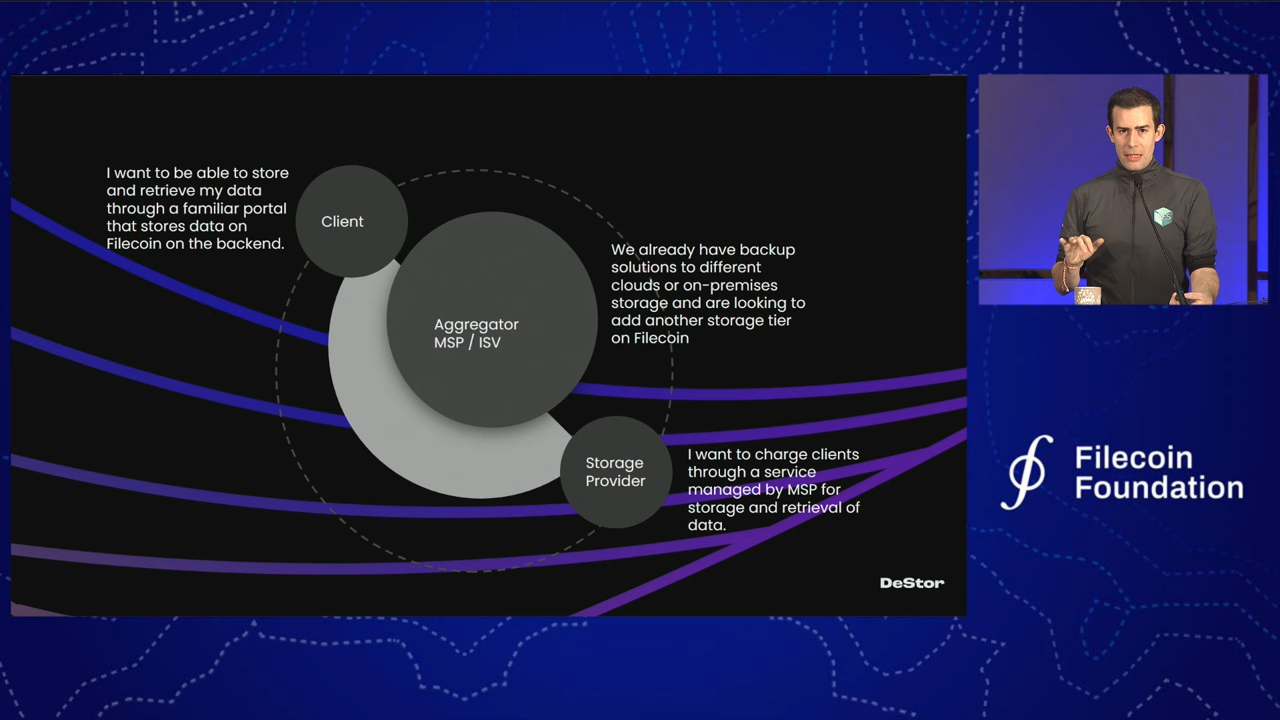 I want to be able to store
and retrieve my data
through a familiar portal
that stores data on
Filecoin on the backend.
Client
Aggregator
MSP / ISV
We already have backup
solutions to different
clouds or on-premises
storage and are looking to
add another storage tier
on Filecoin
Storage
Provider
I want to charge clients
through a service
managed by MSP for
storage and retrieval of
data.
DeStor
Filecoin
Foundation